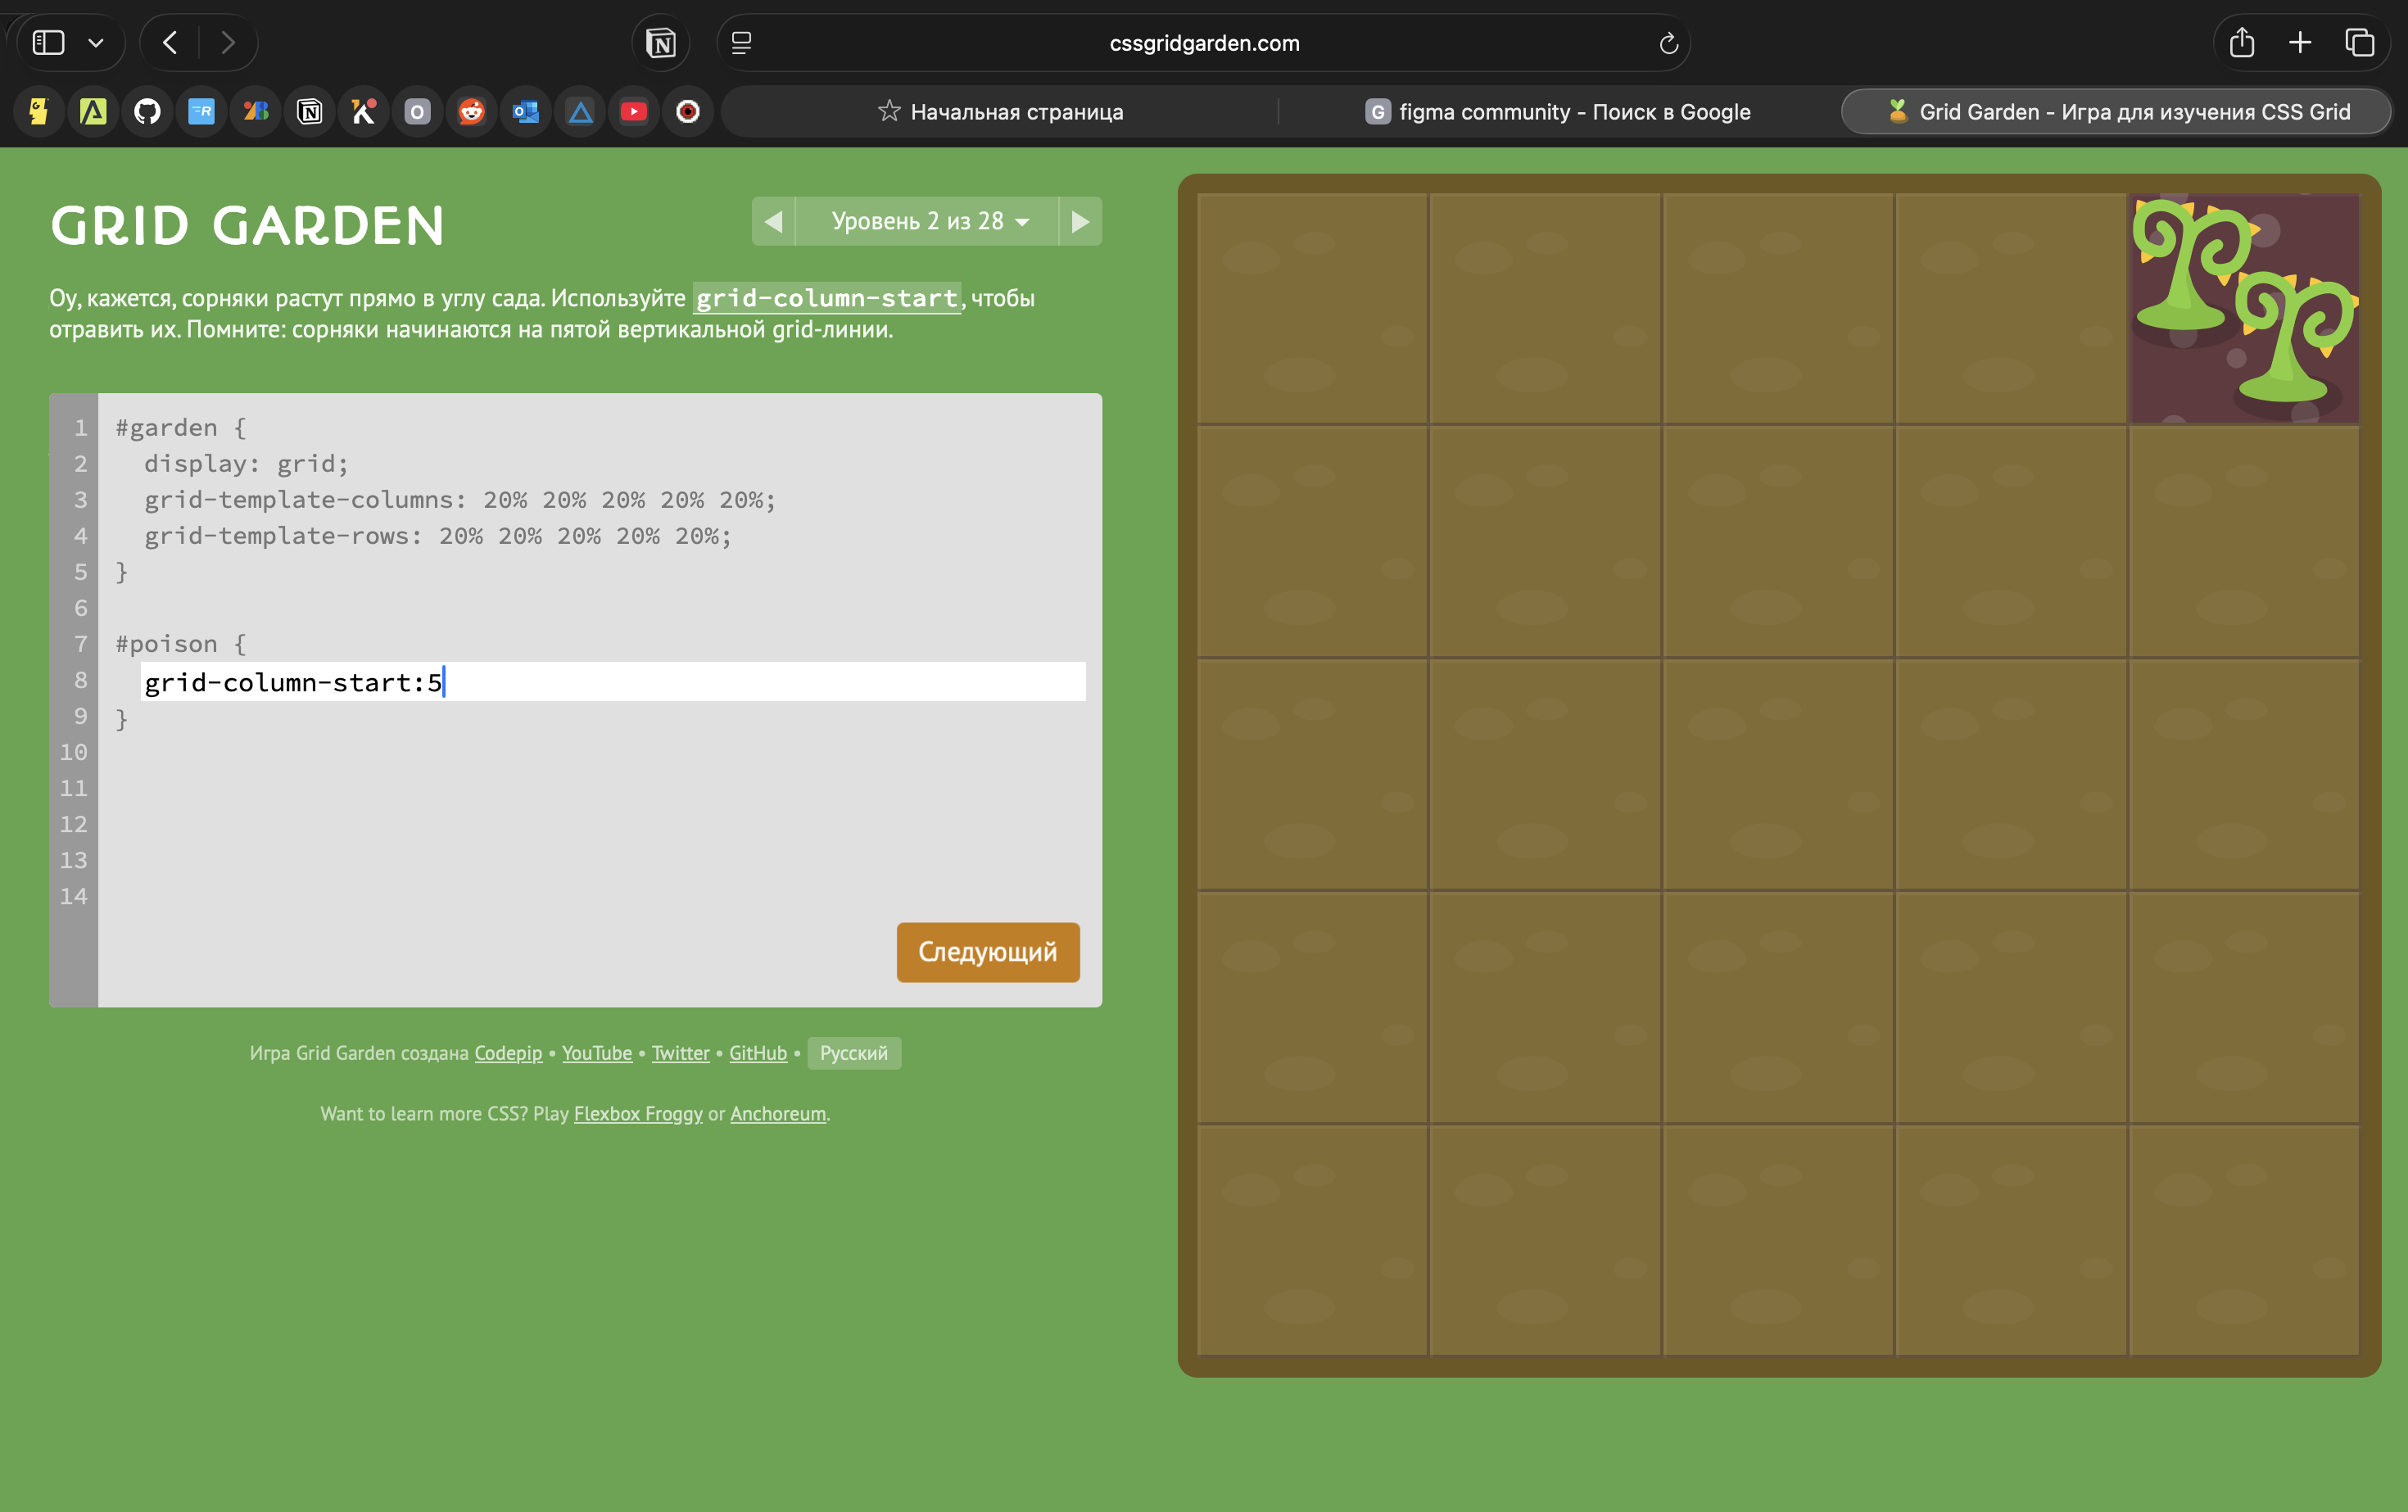 cssgridgarden.com
Начальная страница
figma community - Поиск в Google
Grid Garden - Игра для изучения CSS Grid
GRID GARDEN
Уровень 2 из 28
Оу, кажется, сорняки растут прямо в углу сада. Используйте grid-column-start, чтобы
отравить их. Помните: сорняки начинаются на пятой вертикальной grid-линии.
1 #garden {
2 display: grid;
3 grid-template-columns: 20% 20% 20% 20% 20%;
4 grid-template-rows: 20% 20% 20% 20% 20%;
5 }
6
7 #poison {
8 grid-column-start:5
9 }
10
11
12
13
14
Следующий
Игра Grid Garden создана Codepip • YouTube • Twitter • GitHub • Русский
Want to learn more CSS? Play Flexbox Froggy or Anchoreum.